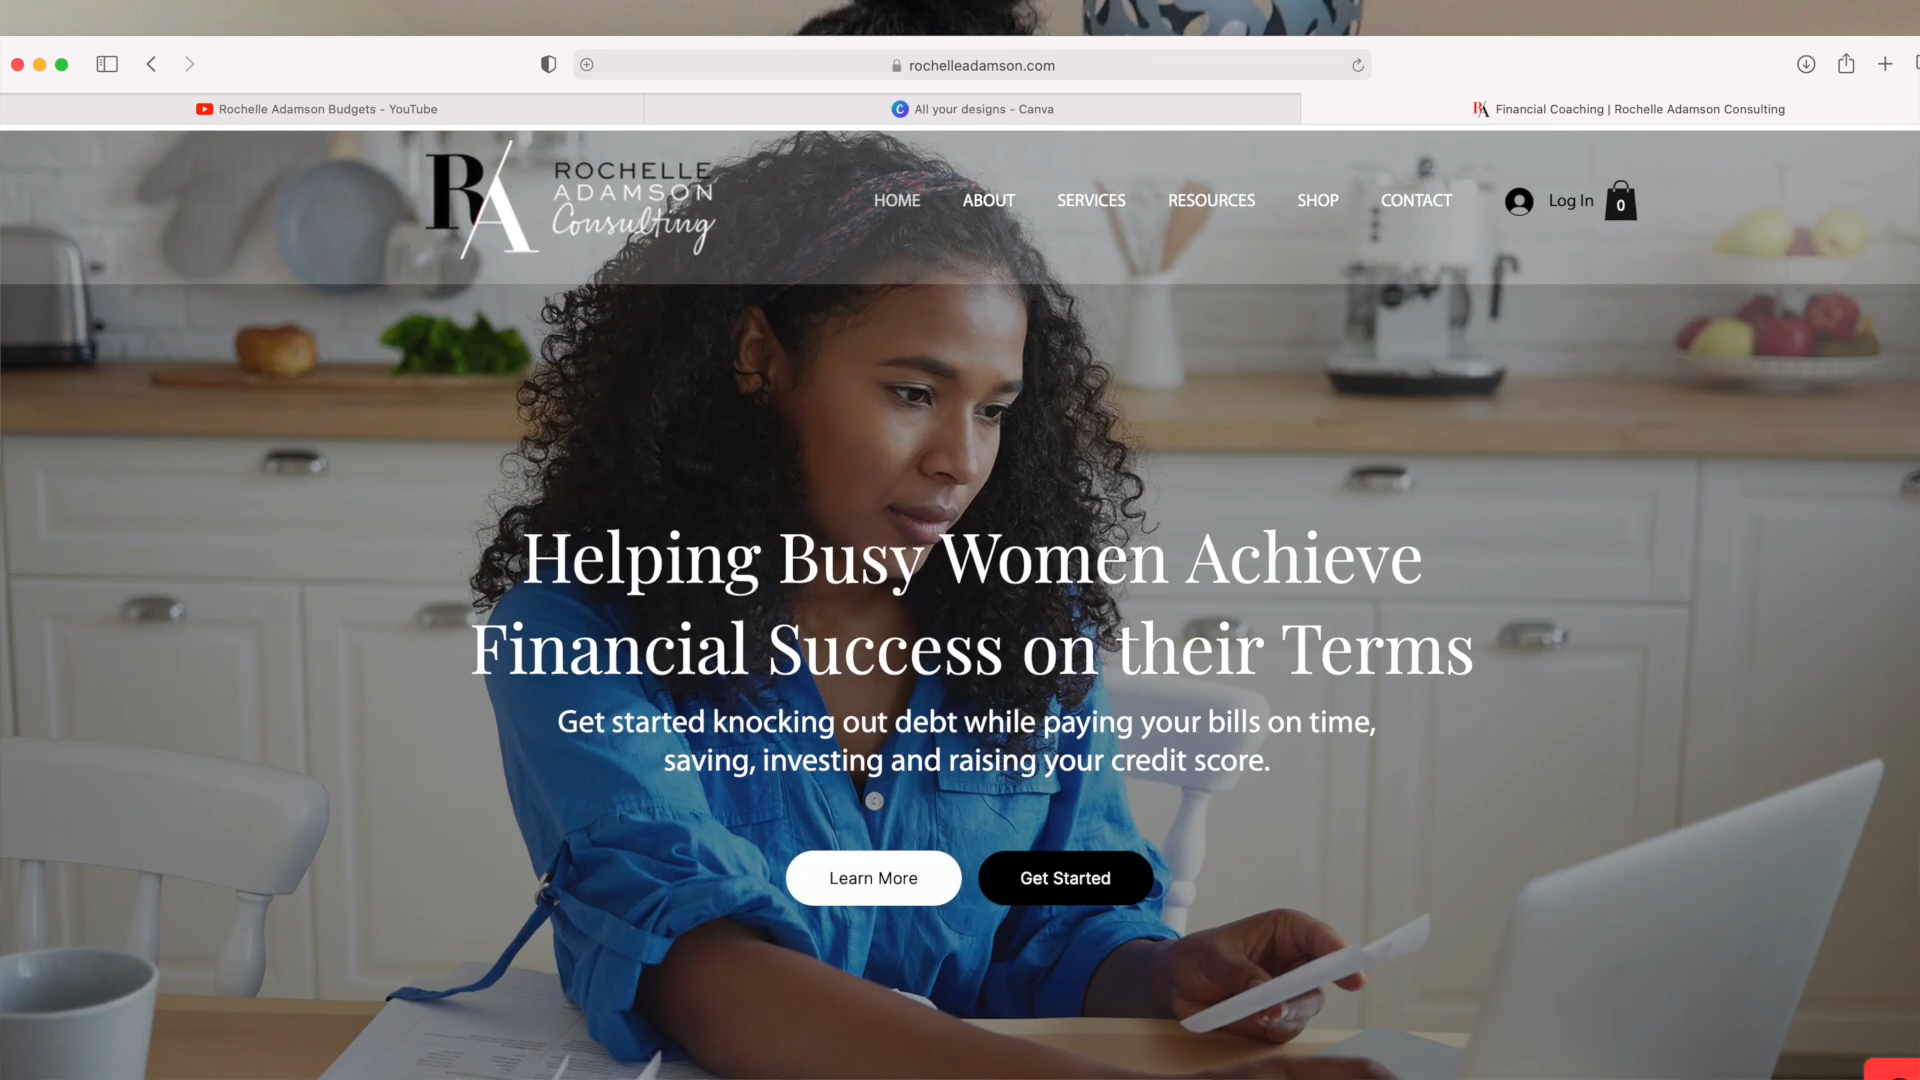 rochelleadamson.com
Rochelle Adamson Budgets - YouTube
C All your designs - Canva
RA Financial Coaching | Rochelle Adamson Consulting
RA
ROCHELLE
ADAMSON
Consulting
HOME ABOUT SERVICES RESOURCES SHOP CONTACT
Log In
0
Helping Busy Women Achieve
Financial Success on their Terms
Get started knocking out debt while paying your bills on time,
saving, investing and raising your credit score.
Learn More
Get Started